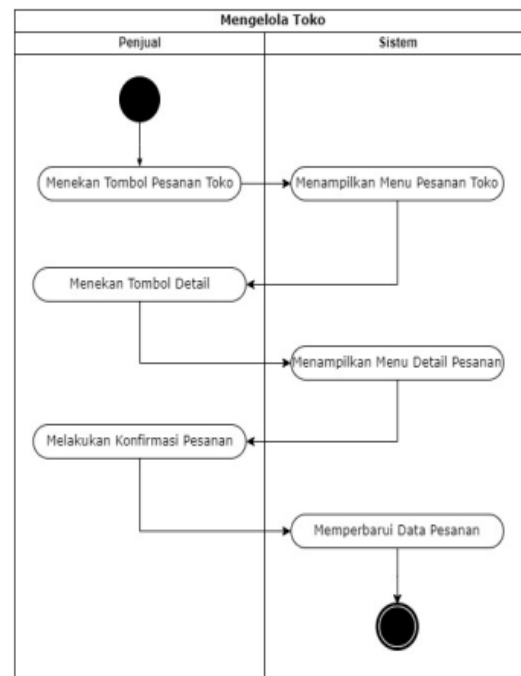 Mengelola Toko
Penjual
Sistem
Menekan Tombol Pesanan Toko
Menampilkan Menu Pesanan Toko
Menekan Tombol Detail
Menampilkan Menu Detail Pesanan
Melakukan Konfirmasi Pesanan
Memperbarui Data Pesanan